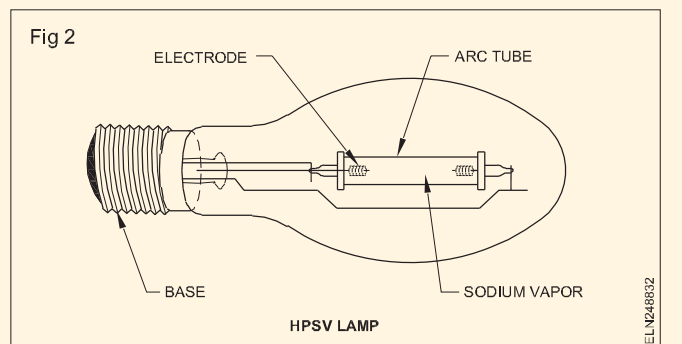 Fig 2
ELECTRODE
ARC TUBE
BASE
SODIUM VAPOR
HPSV LAMP
ELN248832